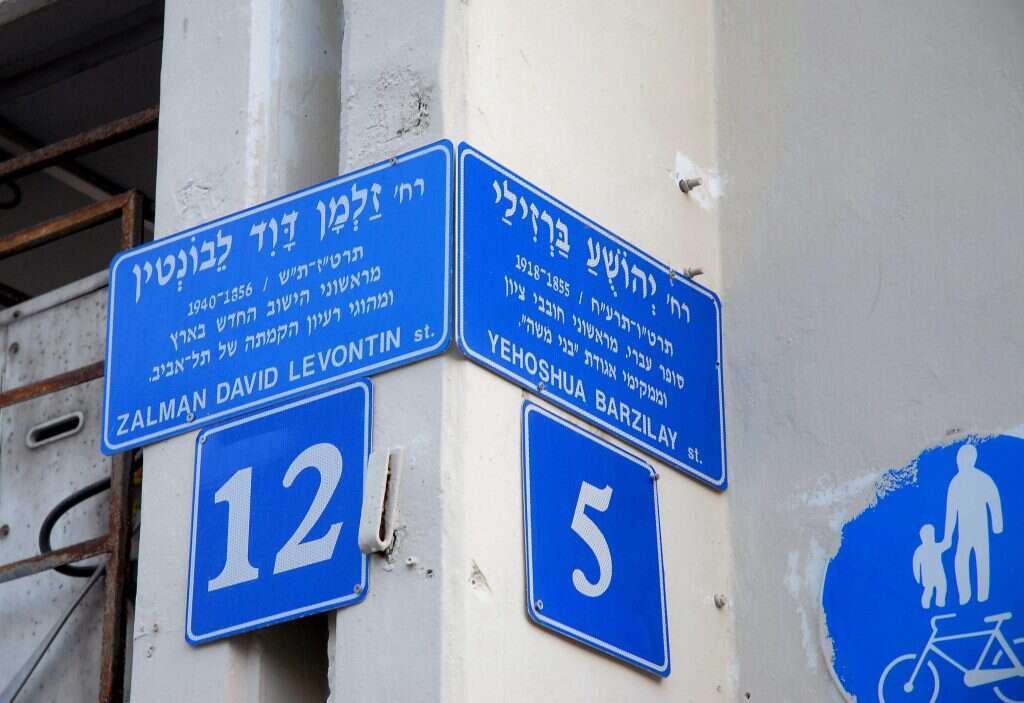 רח' זַלְמָן דָּוִד לֵבוֹנְטִין
תרט"ז-ת"ש / 1856-1940
מראשוני הישוב החדש בארץ
ומהוגי רעיון הקמתה של תל-אביב.
ZALMAN DAVID LEVONTIN st.
12
רח' יְהוֹשֻׁעַ בַּרְזִילַי
תרט"ו-תרע"ח / 1855-1918
סופר עברי, מראשוני חובבי ציון
וממקימי אגודת "בני משה".
YEHOSHUA BARZILAY st.
5